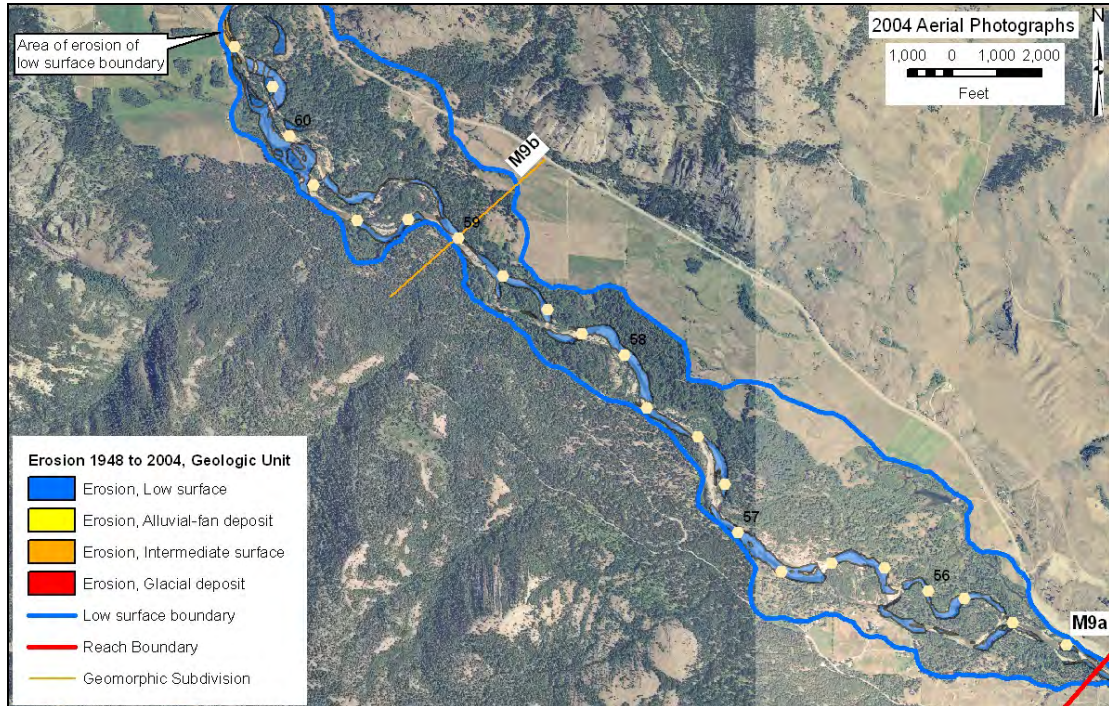 Area of erosion of
low surface boundary
2004 Aerial Photographs
N
1,000 0 1,000 2,000
Feet
60
M9b
59
58
57
56
M9a
Erosion 1948 to 2004, Geologic Unit
Erosion, Low surface
Erosion, Alluvial-fan deposit
Erosion, Intermediate surface
Erosion, Glacial deposit
Low surface boundary
Reach Boundary
Geomorphic Subdivision